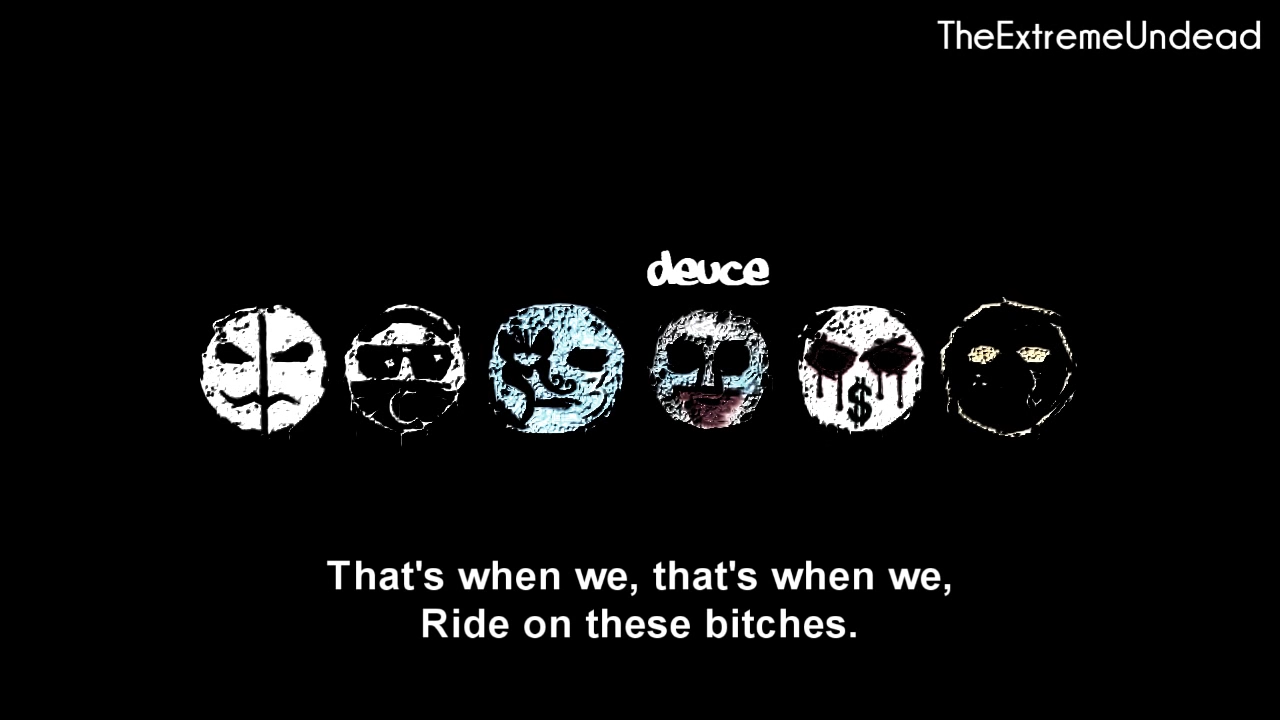 TheExtremeUndead
deuce
$
That's when we, that's when we,
Ride on these bitches.